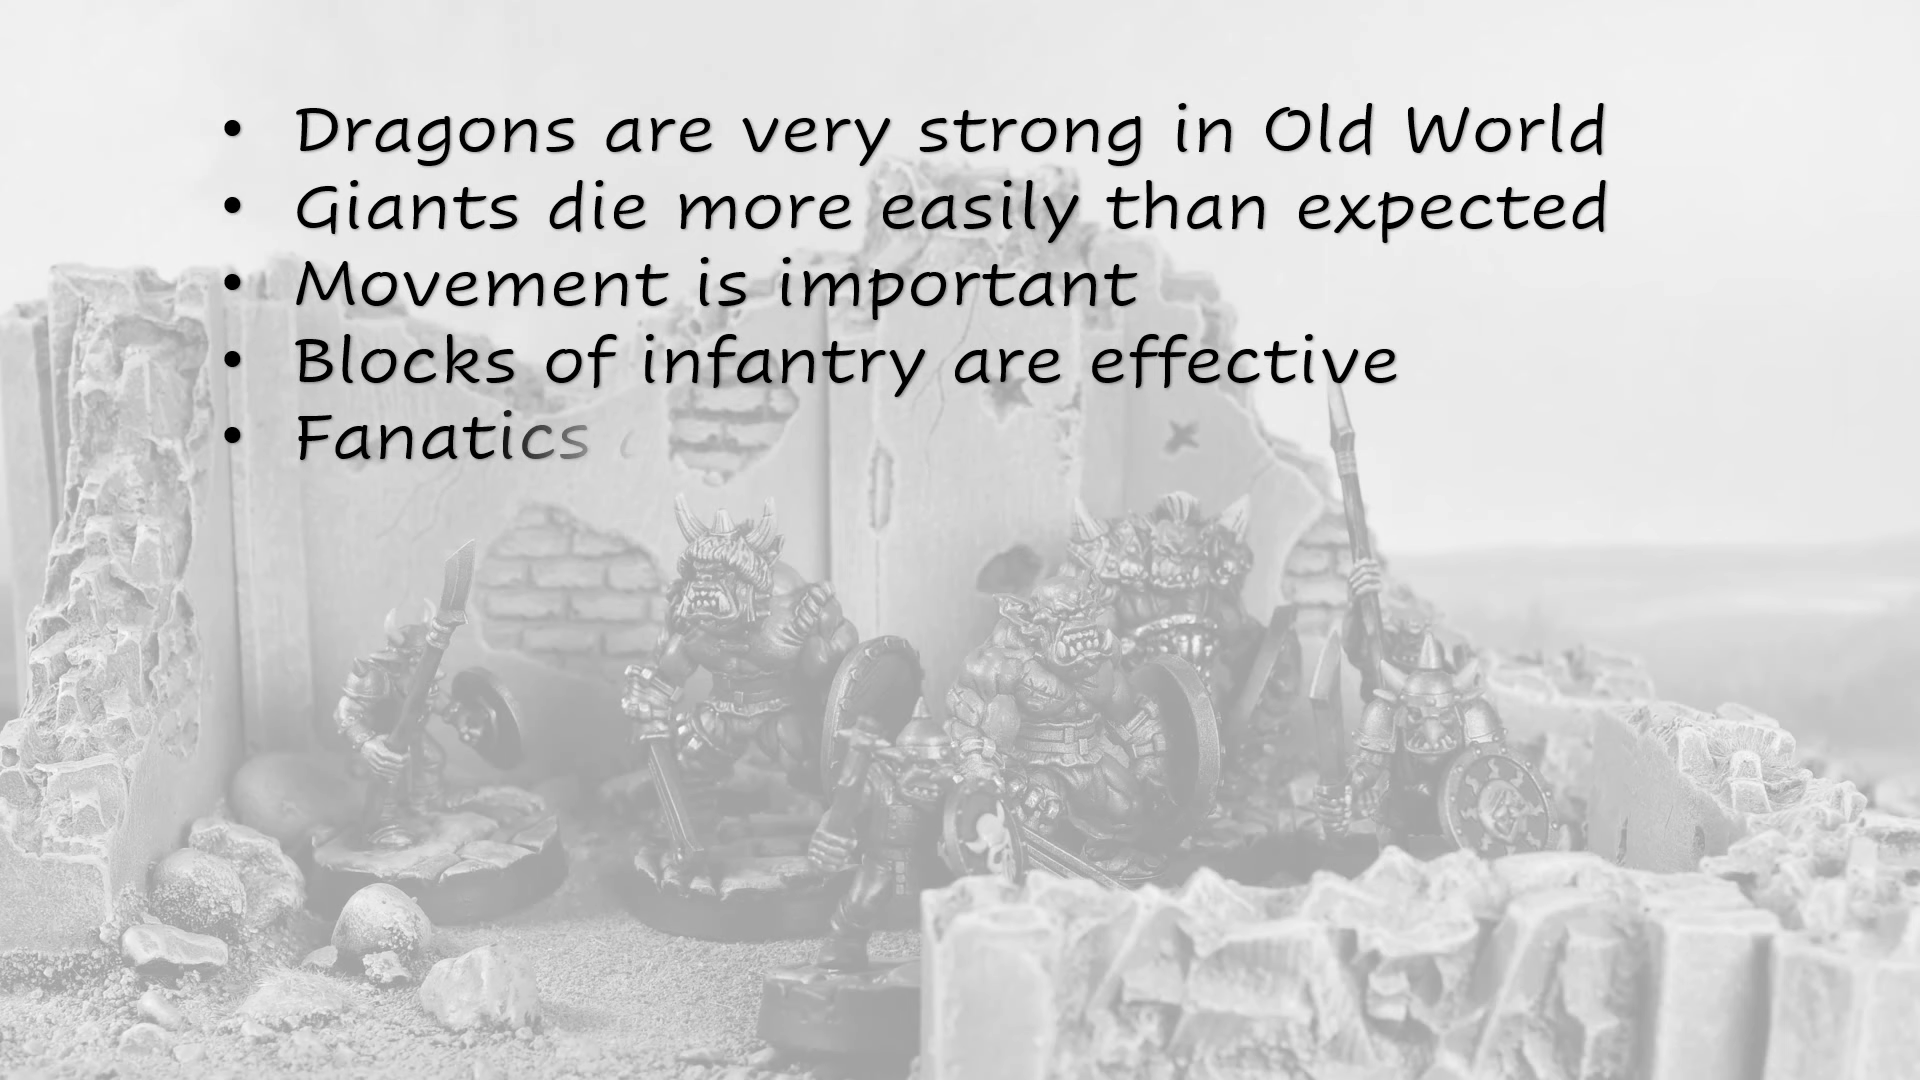 • Dragons are very strong in Old World
• Giants die more easily than expected
• Movement is important
• Blocks of infantry are effective
• Fanatics